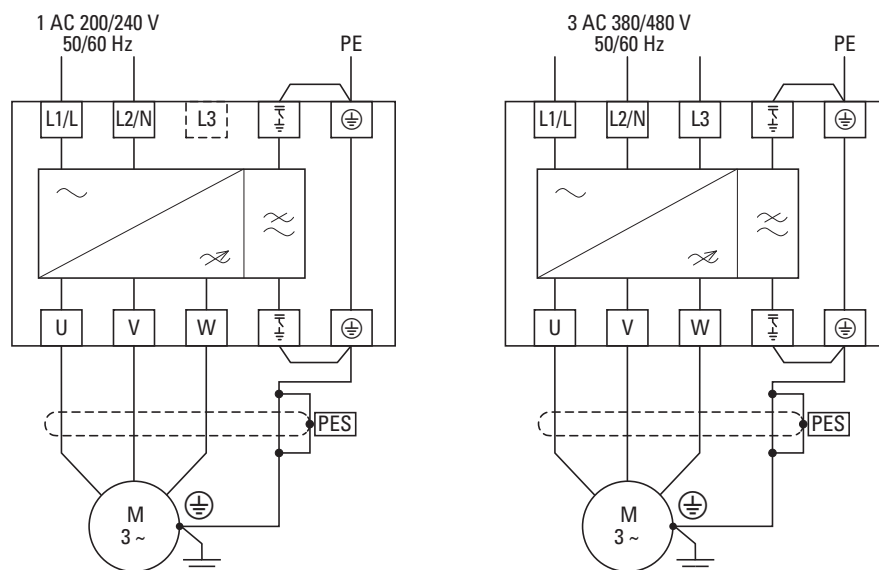 1 AC 200/240 V
50/60 Hz
PE
L1/L
L2/N
L3
U
V
W
PES
M
3 ~
3 AC 380/480 V
50/60 Hz
PE
L1/L
L2/N
L3
U
V
W
PES
M
3 ~